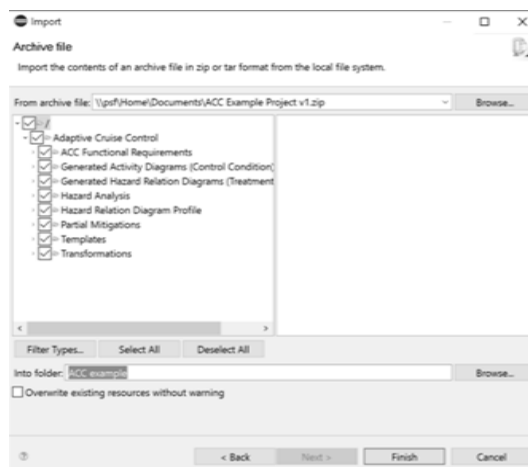 Import
Archive file
Import the contents of an archive file in zip or tar format from the local file system.
From archive file: \\psf\Home\Documents\ACC Example Project v1.zip
Browse...
/
Adaptive Cruise Control
ACC Functional Requirements
Generated Activity Diagrams (Control Condition)
Generated Hazard Relation Diagrams (Treatment
Hazard Analysis
Hazard Relation Diagram Profile
Partial Mitigations
Templates
Transformations
Filter Types... Select All Deselect All
Into folder: ACC example Browse...
Overwrite existing resources without warning
< Back Next > Finish Cancel